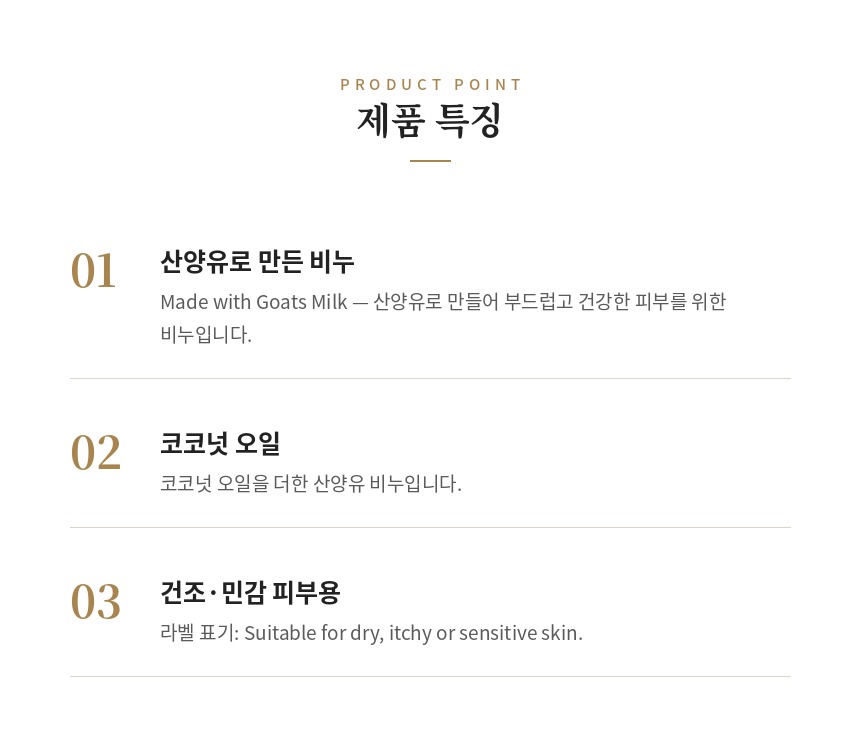 PRODUCT POINT
제품 특징
01
산양유로 만든 비누
Made with Goats Milk — 산양유로 만들어 부드럽고 건강한 피부를 위한
비누입니다.
02
코코넛 오일
코코넛 오일을 더한 산양유 비누입니다.
03
건조·민감 피부용
라벨 표기: Suitable for dry, itchy or sensitive skin.